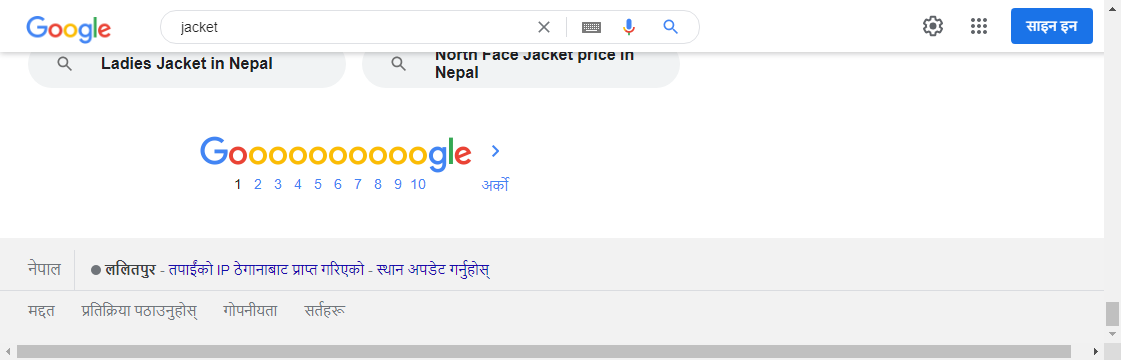 Google jacket साइन इन
Ladies Jacket in Nepal
North Face Jacket price in
Nepal
Goooooooooogle
1 2 3 4 5 6 7 8 9 10 अर्को
नेपाल ललितपुर - तपाईंको IP ठेगानाबाट प्राप्त गरिएको - स्थान अपडेट गर्नुहोस्
मद्दत प्रतिक्रिया पठाउनुहोस् गोपनीयता सर्तहरू